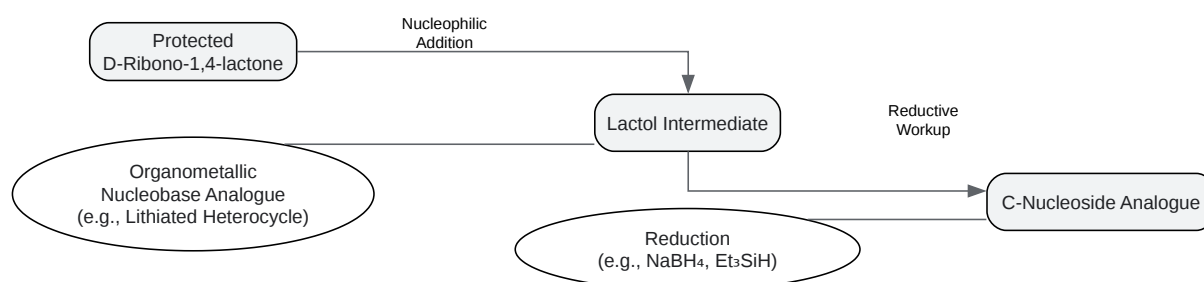 Protected
D-Ribono-1,4-lactone
Nucleophilic
Addition
Lactol Intermediate
Reductive
Workup
Organometallic
Nucleobase Analogue
(e.g., Lithiated Heterocycle)
C-Nucleoside Analogue
Reduction
(e.g., NaBH₄, Et₃SiH)